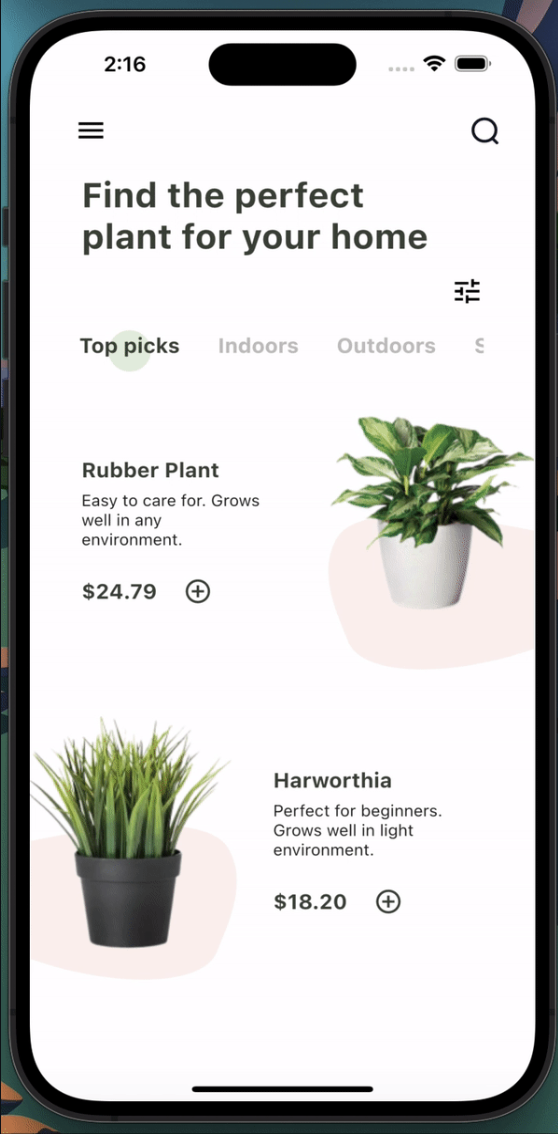 2:16
Find the perfect
plant for your home
Top picks
Indoors
Outdoors
S
Rubber Plant
Easy to care for. Grows
well in any
environment.
$24.79
Harworthia
Perfect for beginners.
Grows well in light
environment.
$18.20